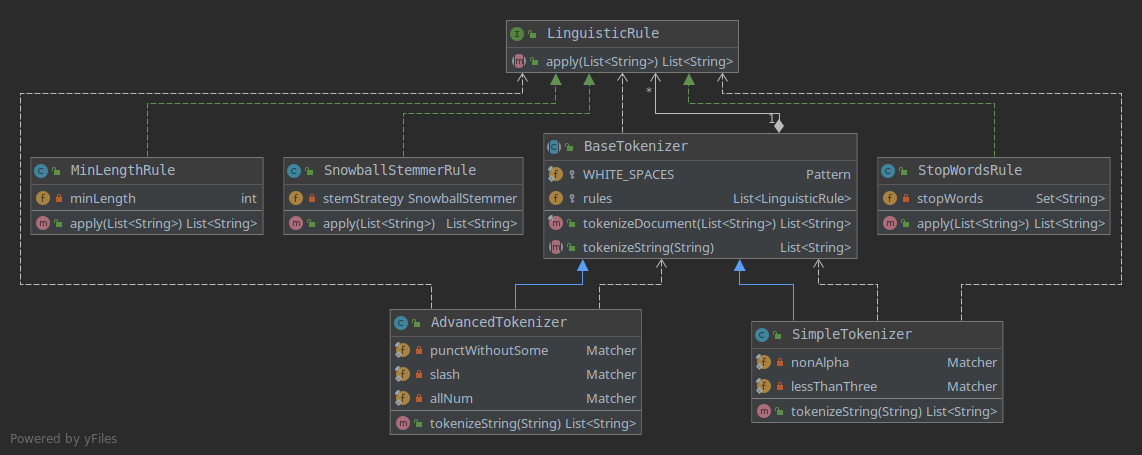 LinguisticRule
apply(List<String>) List<String>
*
1
BaseTokenizer
WHITE_SPACES Pattern
rules List<LinguisticRule>
tokenizeDocument(List<String>) List<String>
tokenizeString(String) List<String>
MinLengthRule
minLength int
apply(List<String>) List<String>
SnowballStemmerRule
stemStrategy SnowballStemmer
apply(List<String>) List<String>
StopWordsRule
stopWords Set<String>
apply(List<String>) List<String>
AdvancedTokenizer
punctWithoutSome Matcher
slash Matcher
allNum Matcher
tokenizeString(String) List<String>
SimpleTokenizer
nonAlpha Matcher
lessThanThree Matcher
tokenizeString(String) List<String>
Powered by yFiles